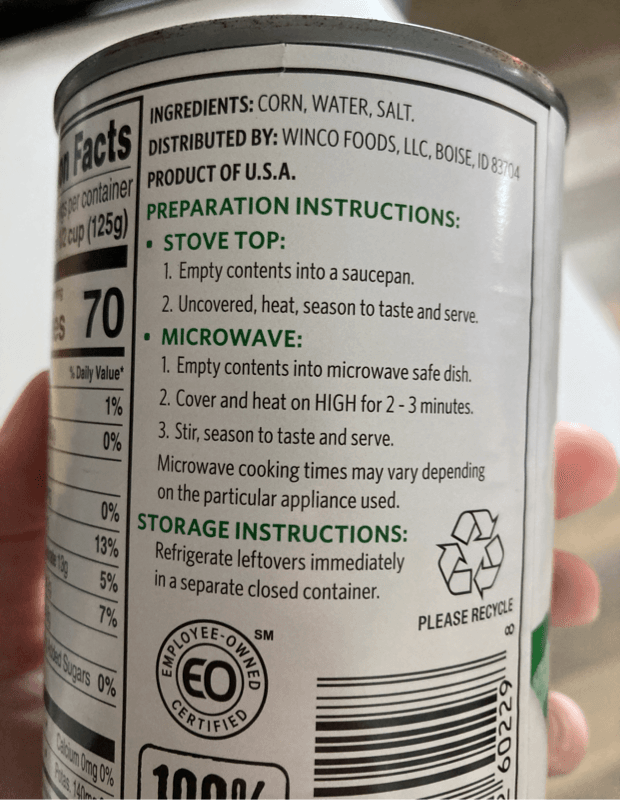 n Facts
per container
cup (125g)
70
% Daily Value*
1%
0%
0%
13%
5%
7%
Sugars 0%
Calcium 0mg 0%
INGREDIENTS: CORN, WATER, SALT.
DISTRIBUTED BY: WINCO FOODS, LLC, BOISE, ID 83704
PRODUCT OF U.S.A.
PREPARATION INSTRUCTIONS:
• STOVE TOP:
1. Empty contents into a saucepan.
2. Uncovered, heat, season to taste and serve.
• MICROWAVE:
1. Empty contents into microwave safe dish.
2. Cover and heat on HIGH for 2 - 3 minutes.
3. Stir, season to taste and serve.
Microwave cooking times may vary depending
on the particular appliance used.
STORAGE INSTRUCTIONS:
Refrigerate leftovers immediately
in a separate closed container.
PLEASE RECYCLE
EMPLOYEE-OWNED
EO
CERTIFIED
SM
100%
60229
8